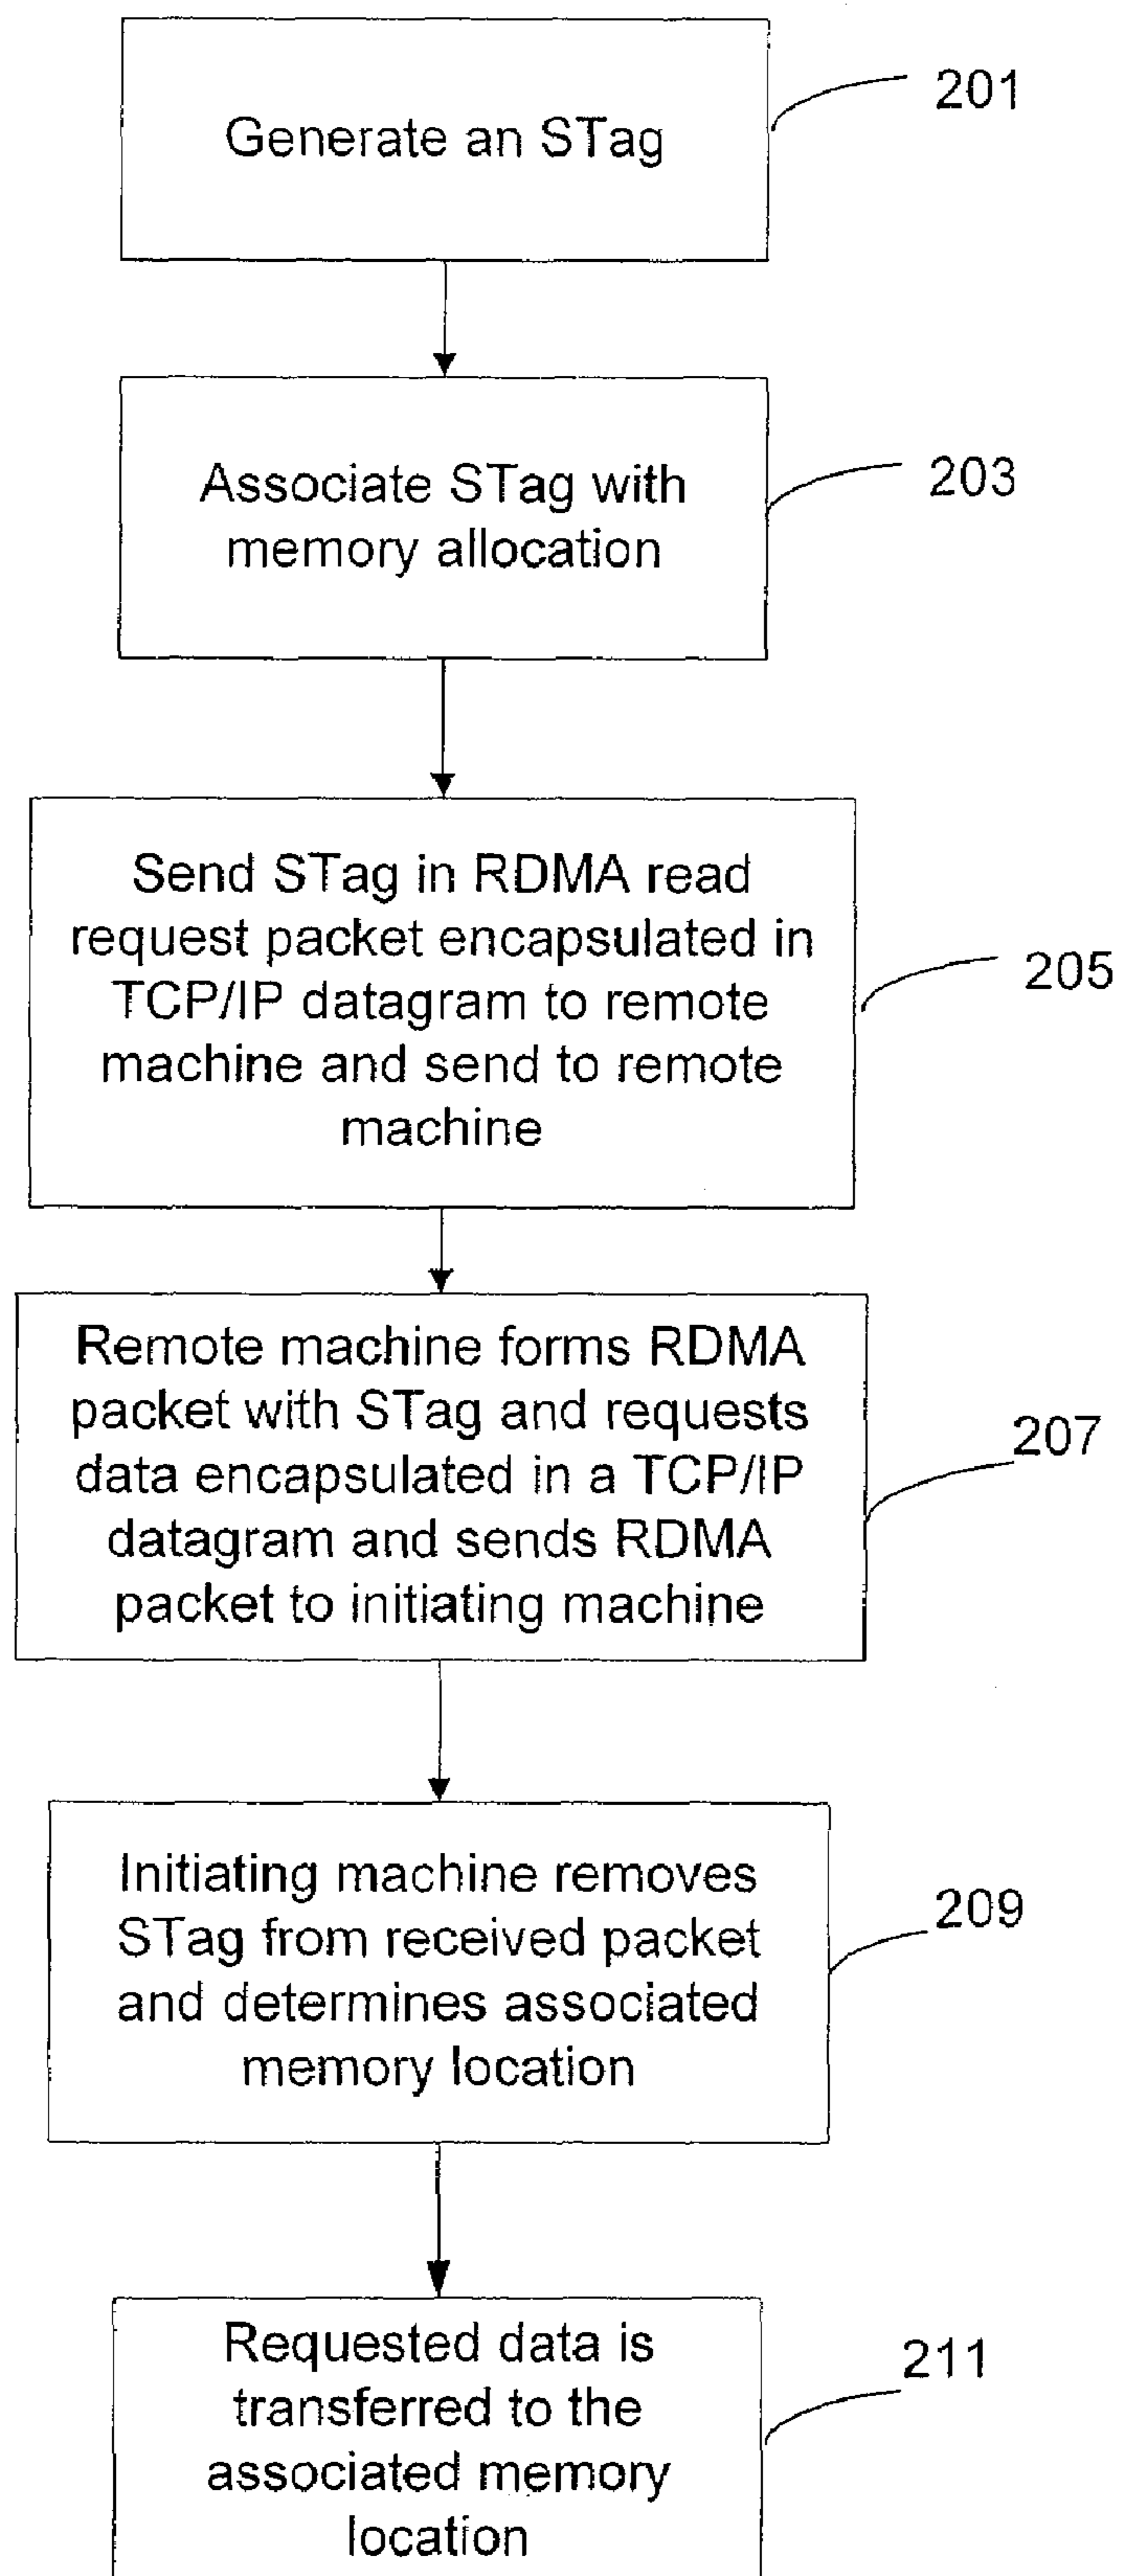 Generate an STag
201
Associate STag with
memory allocation
203
Send STag in RDMA read
request packet encapsulated in
TCP/IP datagram to remote
machine and send to remote
machine
205
Remote machine forms RDMA
packet with STag and requests
data encapsulated in a TCP/IP
datagram and sends RDMA
packet to initiating machine
207
Initiating machine removes
STag from received packet
and determines associated
memory location
209
Requested data is
transferred to the
associated memory
location
211